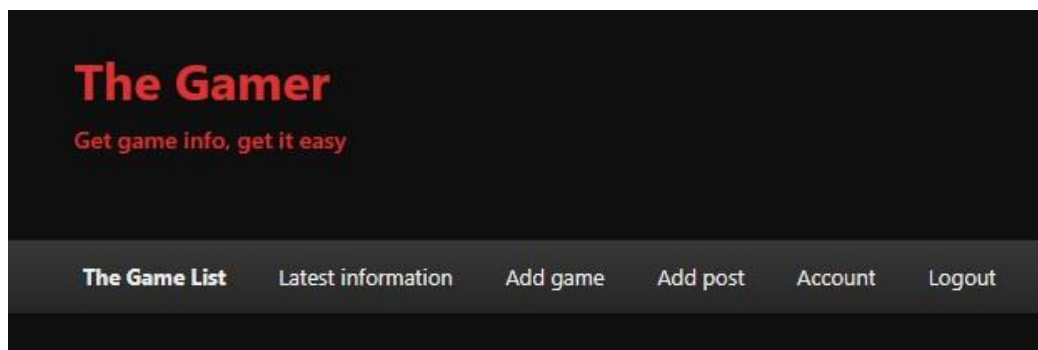 The Gamer
Get game info, get it easy
The Game List Latest information Add game Add post Account Logout